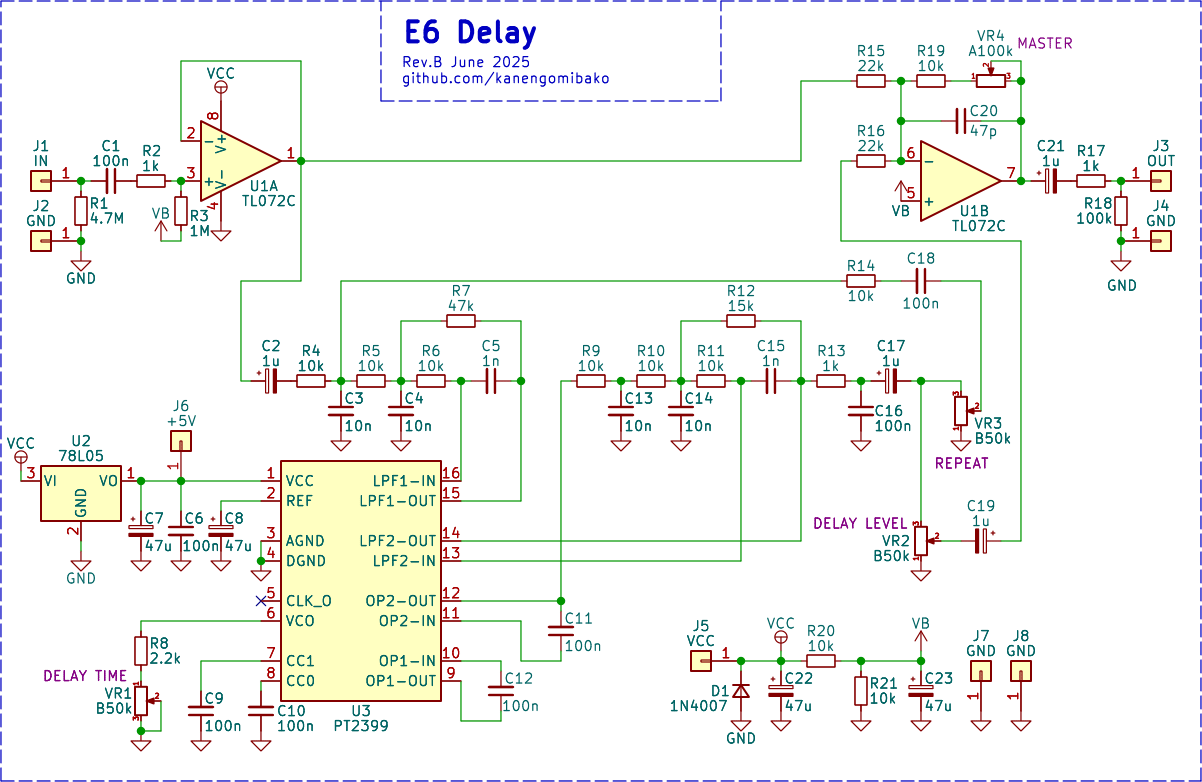 E6 Delay
Rev.B June 2025
github.com/kanengomibako
VCC
8
2
V+
1
3
V-
4
U1A
TL072C
J1
IN
1
C1
100n
R2
1k
R1
4.7M
J2
GND
1
GND
VB
R3
1M
R15
22k
R19
10k
VR4
A100k
MASTER
1
2
3
C20
47p
R16
22k
6
7
5
VB
U1B
TL072C
C21
1u
R17
1k
J3
OUT
1
R18
100k
J4
GND
1
GND
R14
10k
C18
100n
R7
47k
R12
15k
C2
1u
R4
10k
R5
10k
R6
10k
C5
1n
R9
10k
R10
10k
R11
10k
C15
1n
R13
1k
C17
1u
C3
10n
C4
10n
C13
10n
C14
10n
C16
100n
3
2
1
VR3
B50k
REPEAT
J6
+5V
1
VCC
U2
78L05
3
VI
VO
1
GND
2
GND
C7
47u
C6
100n
C8
47u
1
VCC
LPF1-IN
16
2
REF
LPF1-OUT
15
3
AGND
LPF2-OUT
14
4
DGND
LPF2-IN
13
5
CLK_O
OP2-OUT
12
6
VCO
OP2-IN
11
7
CC1
OP1-IN
10
8
CC0
OP1-OUT
9
U3
PT2399
DELAY LEVEL
3
2
1
VR2
B50k
C19
1u
R8
2.2k
DELAY TIME
VR1
B50k
1
2
3
C9
100n
C10
100n
C11
100n
C12
100n
J5
VCC
1
VCC
R20
10k
VB
D1
1N4007
GND
C22
47u
R21
10k
C23
47u
J7
GND
1
J8
GND
1